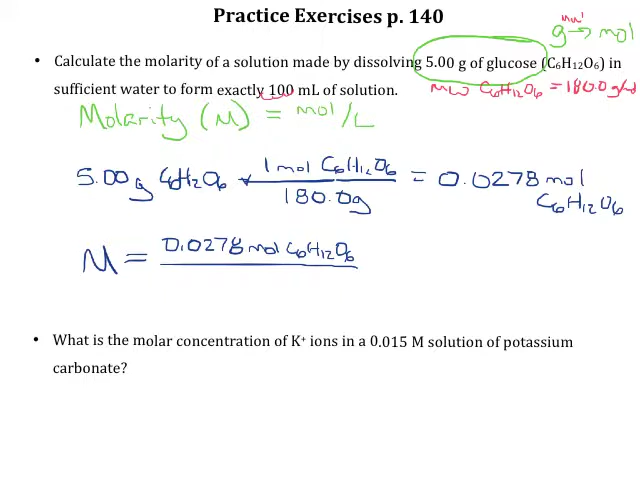 Practice Exercises p. 140
MW
g → mol
• Calculate the molarity of a solution made by dissolving 5.00 g of glucose (C₆H₁₂O₆) in
sufficient water to form exactly 100 mL of solution.
MW C₆H₁₂O₆ = 180.0 g/mol
Molarity (M) = mol/L
5.00g C₆H₁₂O₆ × 1 mol C₆H₁₂O₆ / 180.0g = 0.0278 mol C₆H₁₂O₆
M = 0.0278 mol C₆H₁₂O₆
• What is the molar concentration of K⁺ ions in a 0.015 M solution of potassium
carbonate?